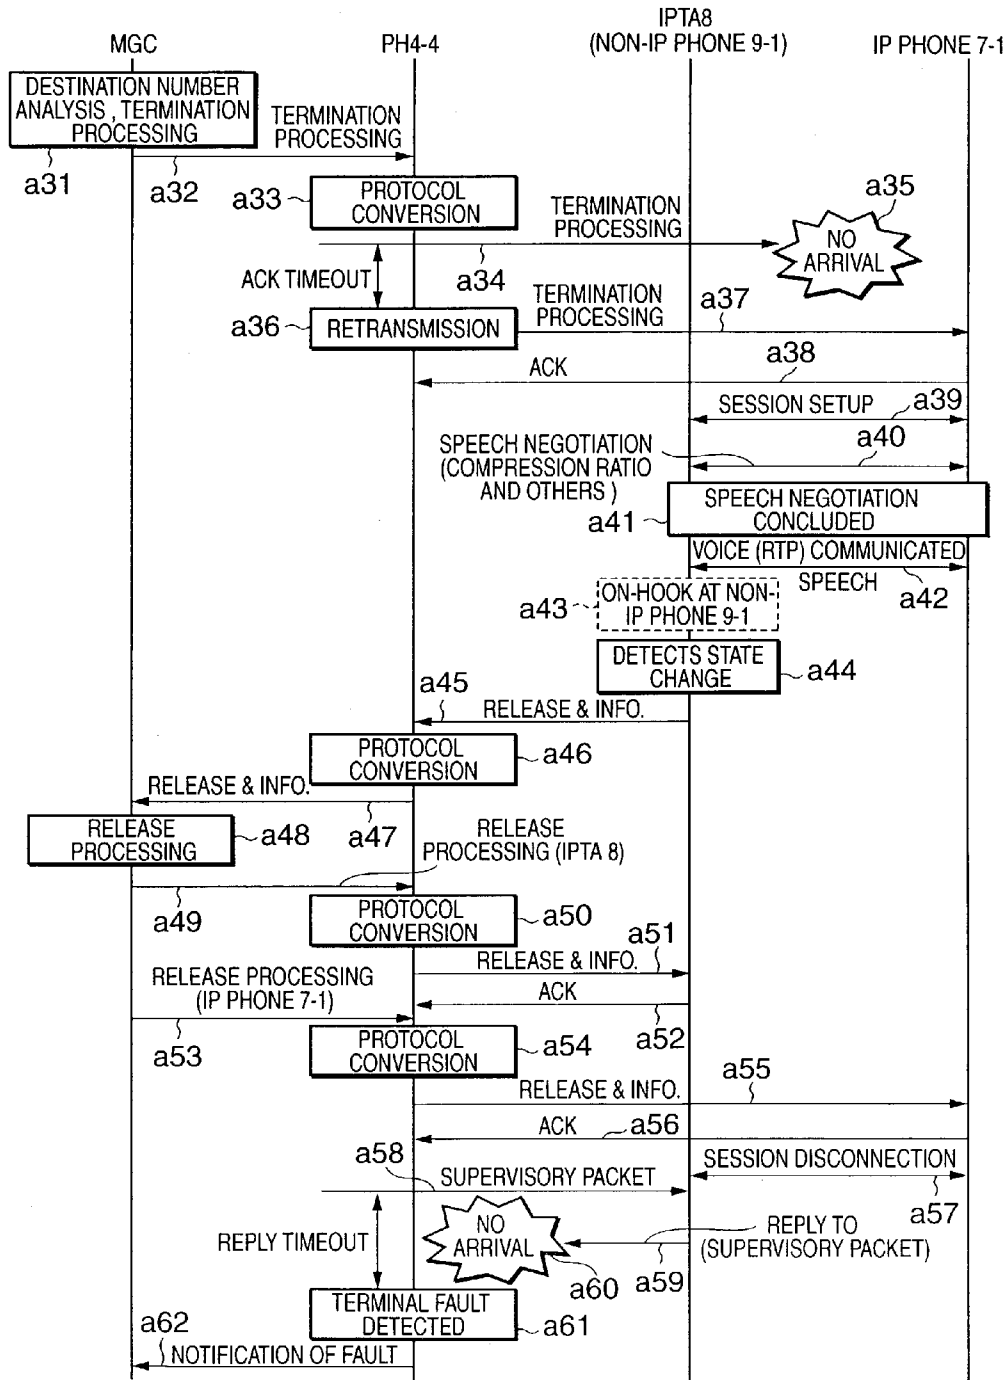 MGC
PH4-4
IPTA8
(NON-IP PHONE 9-1)
IP PHONE 7-1
DESTINATION NUMBER
ANALYSIS , TERMINATION
PROCESSING
a31
a32
TERMINATION
PROCESSING
a33
PROTOCOL
CONVERSION
TERMINATION
PROCESSING
a34
a35
NO
ARRIVAL
ACK TIMEOUT
a36
RETRANSMISSION
TERMINATION
PROCESSING
a37
a38
ACK
SESSION SETUP
a39
SPEECH NEGOTIATION
(COMPRESSION RATIO
AND OTHERS )
a40
a41
SPEECH NEGOTIATION
CONCLUDED
VOICE (RTP) COMMUNICATED
SPEECH
a42
a43
ON-HOOK AT NON-
IP PHONE 9-1
DETECTS STATE
CHANGE
a44
a45
RELEASE & INFO.
PROTOCOL
CONVERSION
a46
RELEASE & INFO.
a47
RELEASE
PROCESSING
a48
RELEASE
PROCESSING (IPTA 8)
a49
PROTOCOL
CONVERSION
a50
a51
RELEASE & INFO.
RELEASE PROCESSING
(IP PHONE 7-1)
ACK
a52
a53
PROTOCOL
CONVERSION
a54
a55
RELEASE & INFO.
ACK
a56
SESSION DISCONNECTION
a57
a58
SUPERVISORY PACKET
REPLY TIMEOUT
NO
ARRIVAL
a60
REPLY TO
(SUPERVISORY PACKET)
a59
TERMINAL FAULT
DETECTED
a61
a62
NOTIFICATION OF FAULT